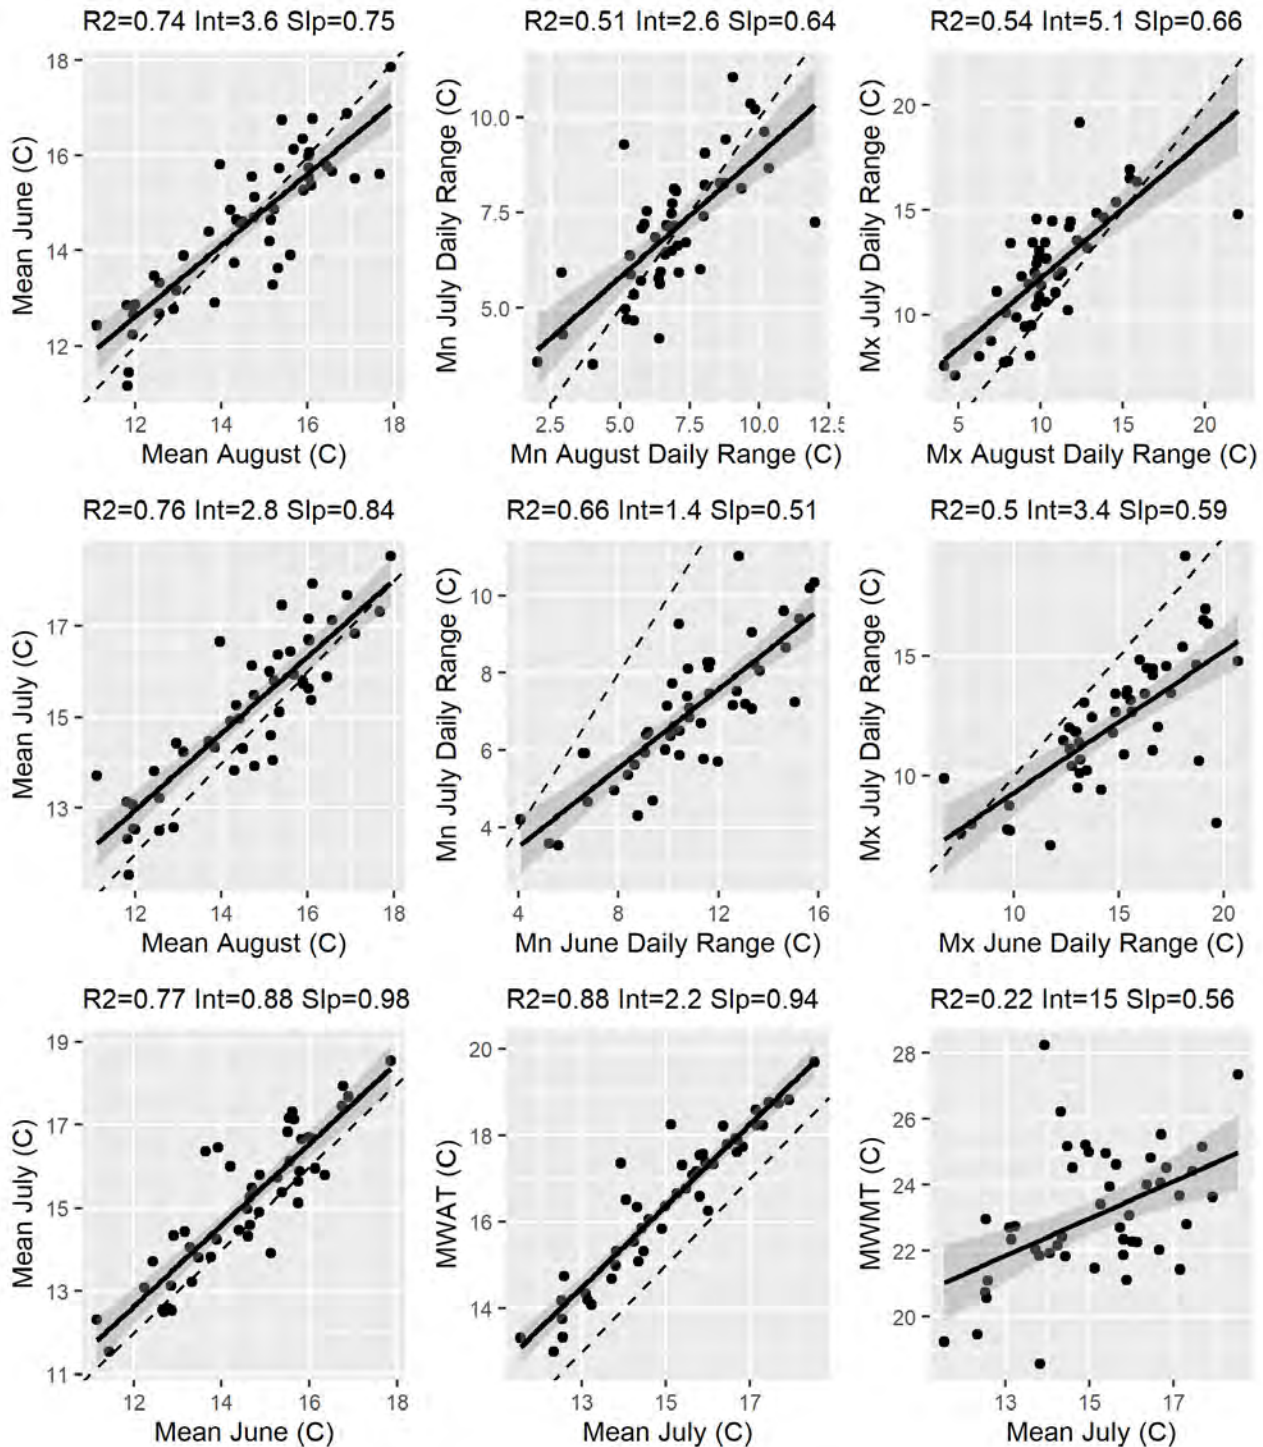 R2=0.74 Int=3.6 Slp=0.75
R2=0.51 Int=2.6 Slp=0.64
R2=0.54 Int=5.1 Slp=0.66
Mean June (C)
18
16
14
12
12 14 16 18
Mean August (C)
Mn July Daily Range (C)
10.0
7.5
5.0
2.5 5.0 7.5 10.0 12.5
Mn August Daily Range (C)
Mx July Daily Range (C)
20
15
10
5 10 15 20
Mx August Daily Range (C)
R2=0.76 Int=2.8 Slp=0.84
R2=0.66 Int=1.4 Slp=0.51
R2=0.5 Int=3.4 Slp=0.59
Mean July (C)
17
15
13
12 14 16 18
Mean August (C)
Mn July Daily Range (C)
10
8
6
4
4 8 12 16
Mn June Daily Range (C)
Mx July Daily Range (C)
15
10
10 15 20
Mx June Daily Range (C)
R2=0.77 Int=0.88 Slp=0.98
R2=0.88 Int=2.2 Slp=0.94
R2=0.22 Int=15 Slp=0.56
Mean July (C)
19
17
15
13
11
12 14 16 18
Mean June (C)
MWAT (C)
20
18
16
14
13 15 17
Mean July (C)
MWMT (C)
28
26
24
22
20
13 15 17
Mean July (C)